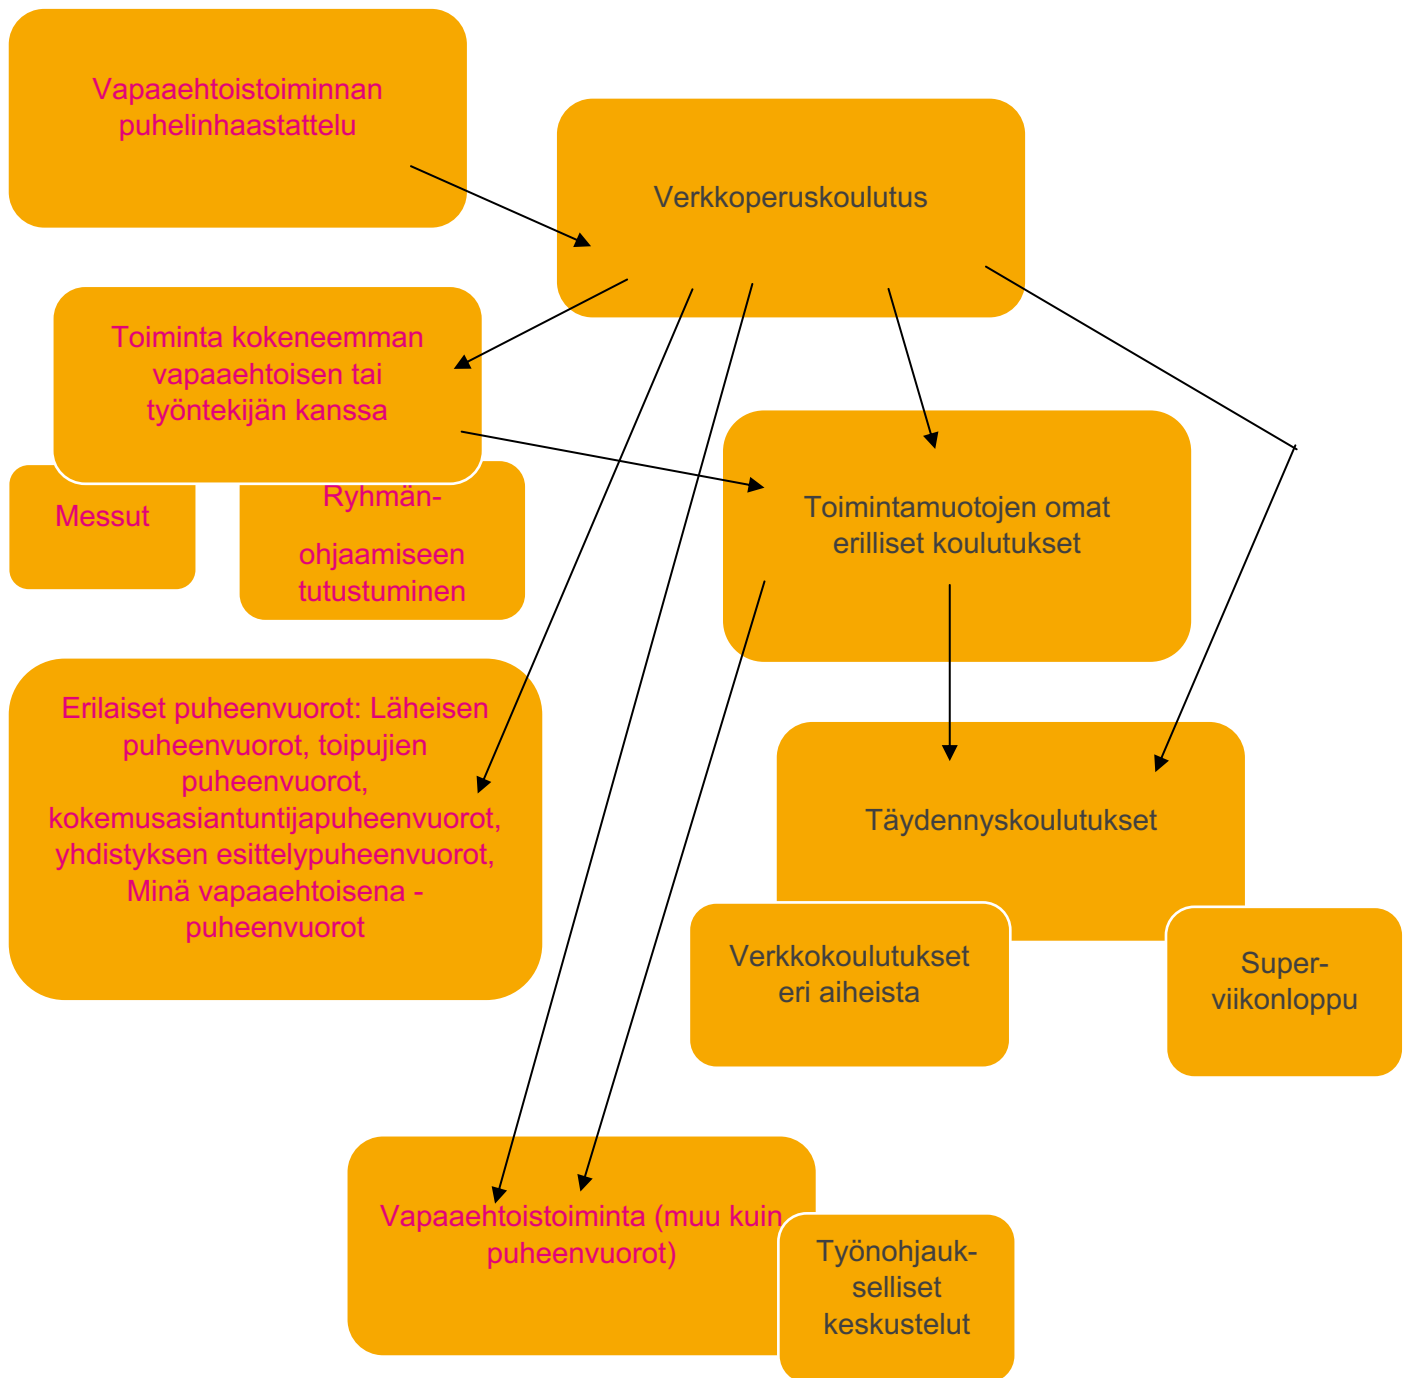 Vapaaehtoistoiminnan
puhelinhaastattelu
Verkkoperuskoulutus
Toiminta kokeneemman
vapaaehtoisen tai
työntekijän kanssa
Messut
Ryhmän-
ohjaamiseen
tutustuminen
Toimintamuotojen omat
erilliset koulutukset
Erilaiset puheenvuorot: Läheisen
puheenvuorot, toipujien
puheenvuorot,
kokemusasiantuntijapuheenvuorot,
yhdistyksen esittelypuheenvuorot,
Minä vapaaehtoisena -
puheenvuorot
Täydennyskoulutukset
Verkkokoulutukset
eri aiheista
Super-
viikonloppu
Vapaaehtoistoiminta (muu kuin
puheenvuorot)
Työnohjauk-
selliset
keskustelut